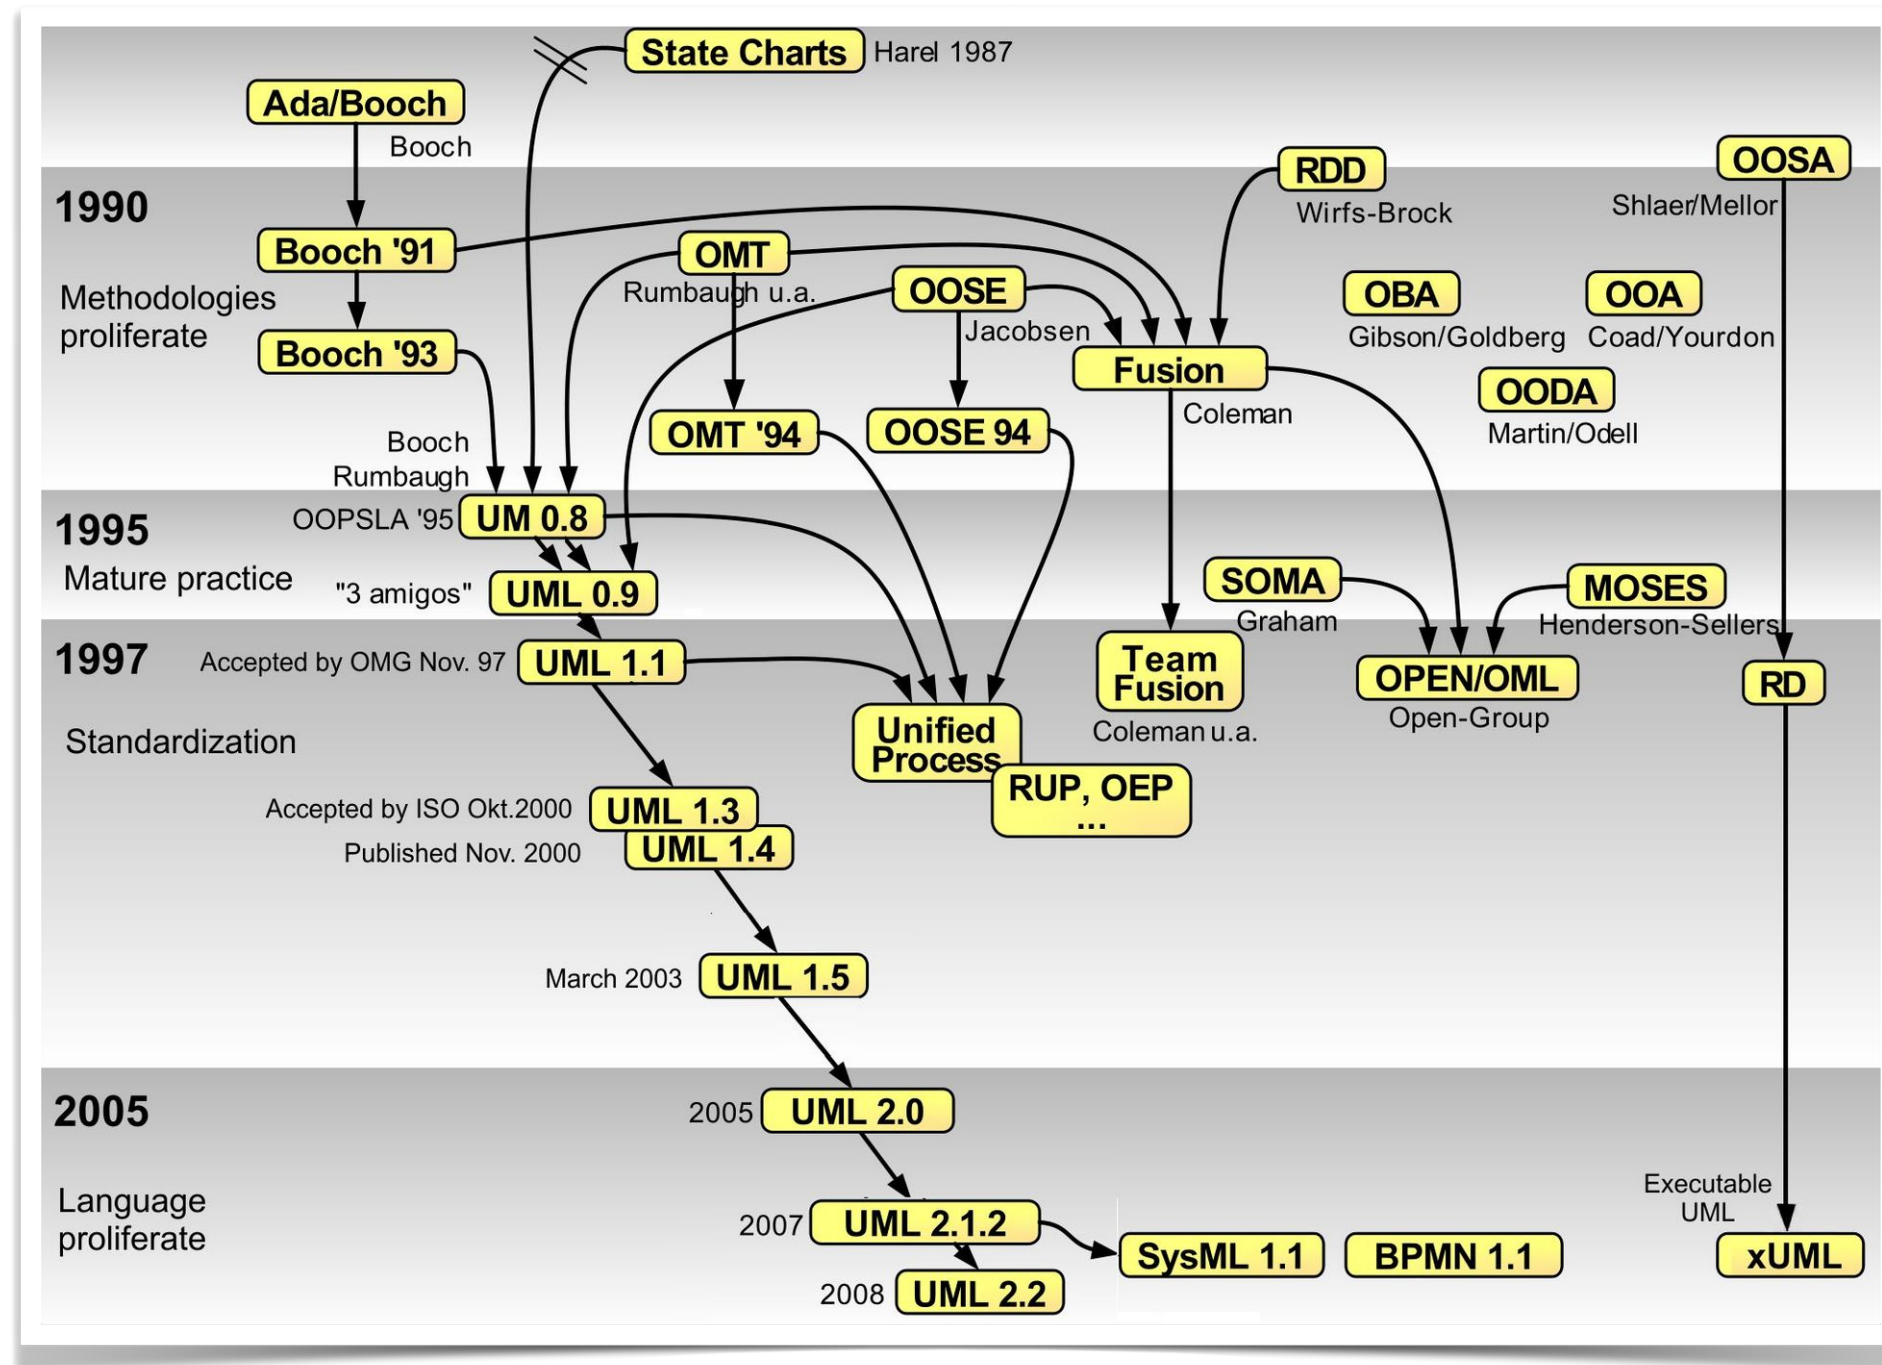 State Charts
Harel 1987
Ada/Booch
Booch
RDD
Wirfs-Brock
OOSA
Shlaer/Mellor
1990
Methodologies
proliferate
Booch '91
OMT
Rumbaugh u.a.
OOSE
Jacobsen
OBA
Gibson/Goldberg
OOA
Coad/Yourdon
Booch '93
Fusion
Coleman
OODA
Martin/Odell
OMT '94
OOSE 94
Booch
Rumbaugh
1995
Mature practice
OOPSLA '95
UM 0.8
"3 amigos"
UML 0.9
SOMA
Graham
MOSES
Henderson-Sellers
1997
Standardization
Accepted by OMG Nov. 97
UML 1.1
Team
Fusion
Coleman u.a.
OPEN/OML
Open-Group
RD
Unified
Process
RUP, OEP
...
Accepted by ISO Okt.2000
UML 1.3
Published Nov. 2000
UML 1.4
March 2003
UML 1.5
2005
Language
proliferate
2005
UML 2.0
2007
UML 2.1.2
SysML 1.1
BPMN 1.1
Executable
UML
xUML
2008
UML 2.2